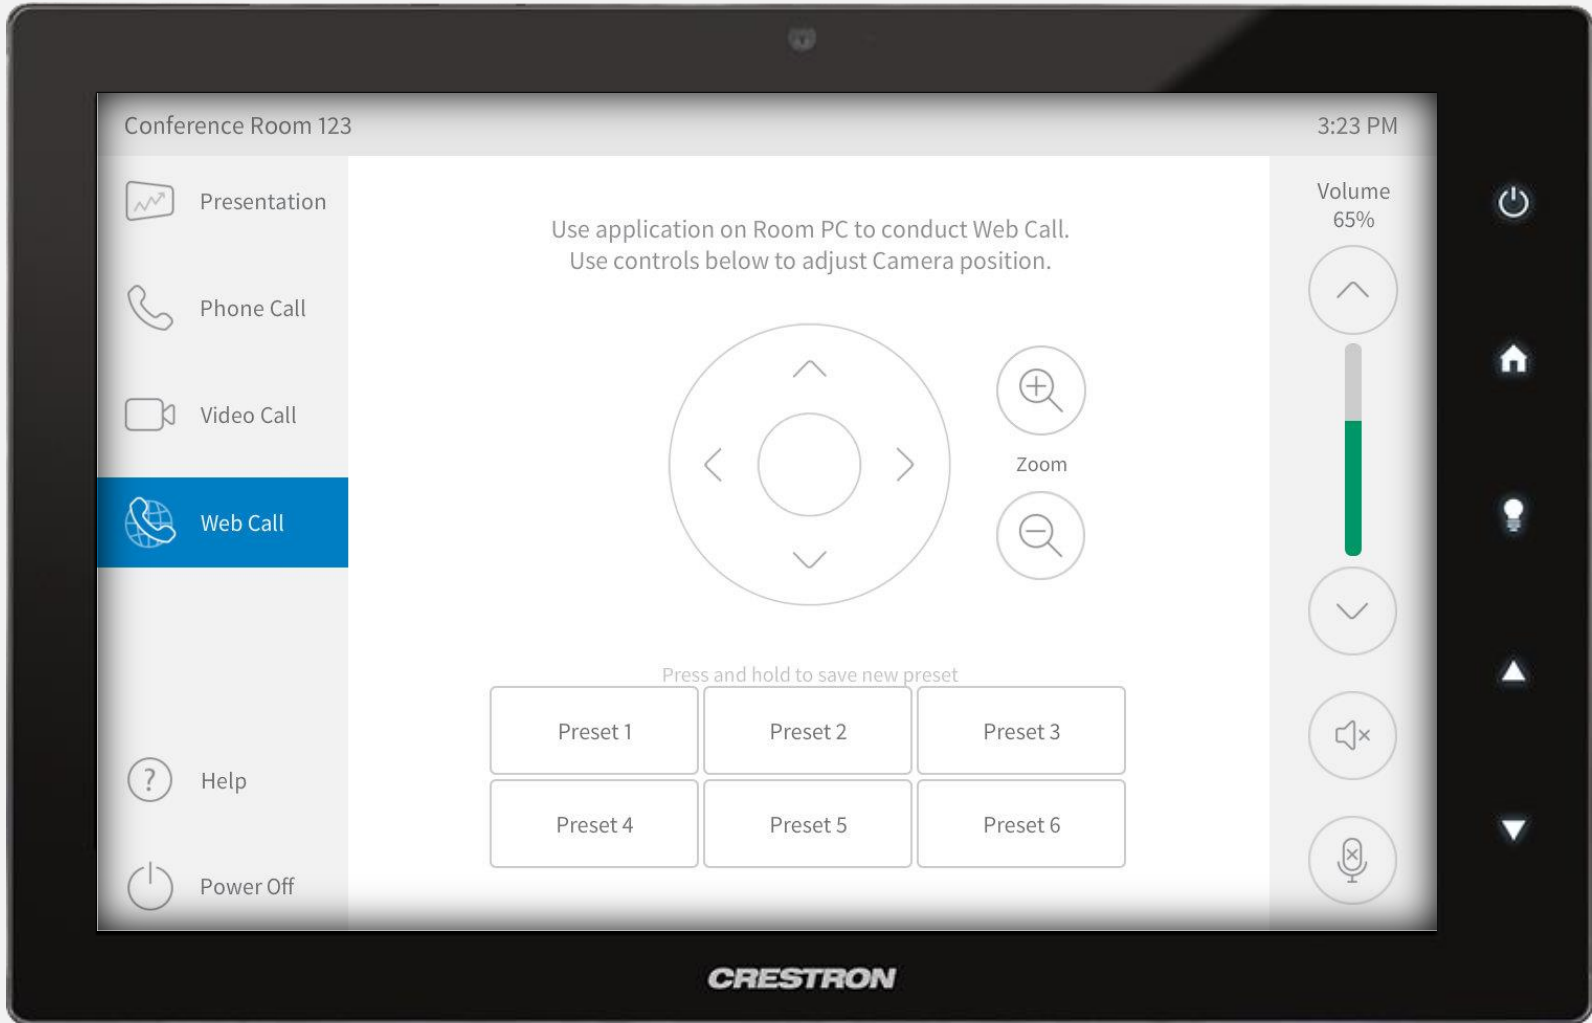 Conference Room 123
3:23 PM
Presentation
Phone Call
Video Call
Web Call
Help
Power Off
Use application on Room PC to conduct Web Call.
Use controls below to adjust Camera position.
Zoom
Press and hold to save new preset
Preset 1
Preset 2
Preset 3
Preset 4
Preset 5
Preset 6
Volume
65%
CRESTRON